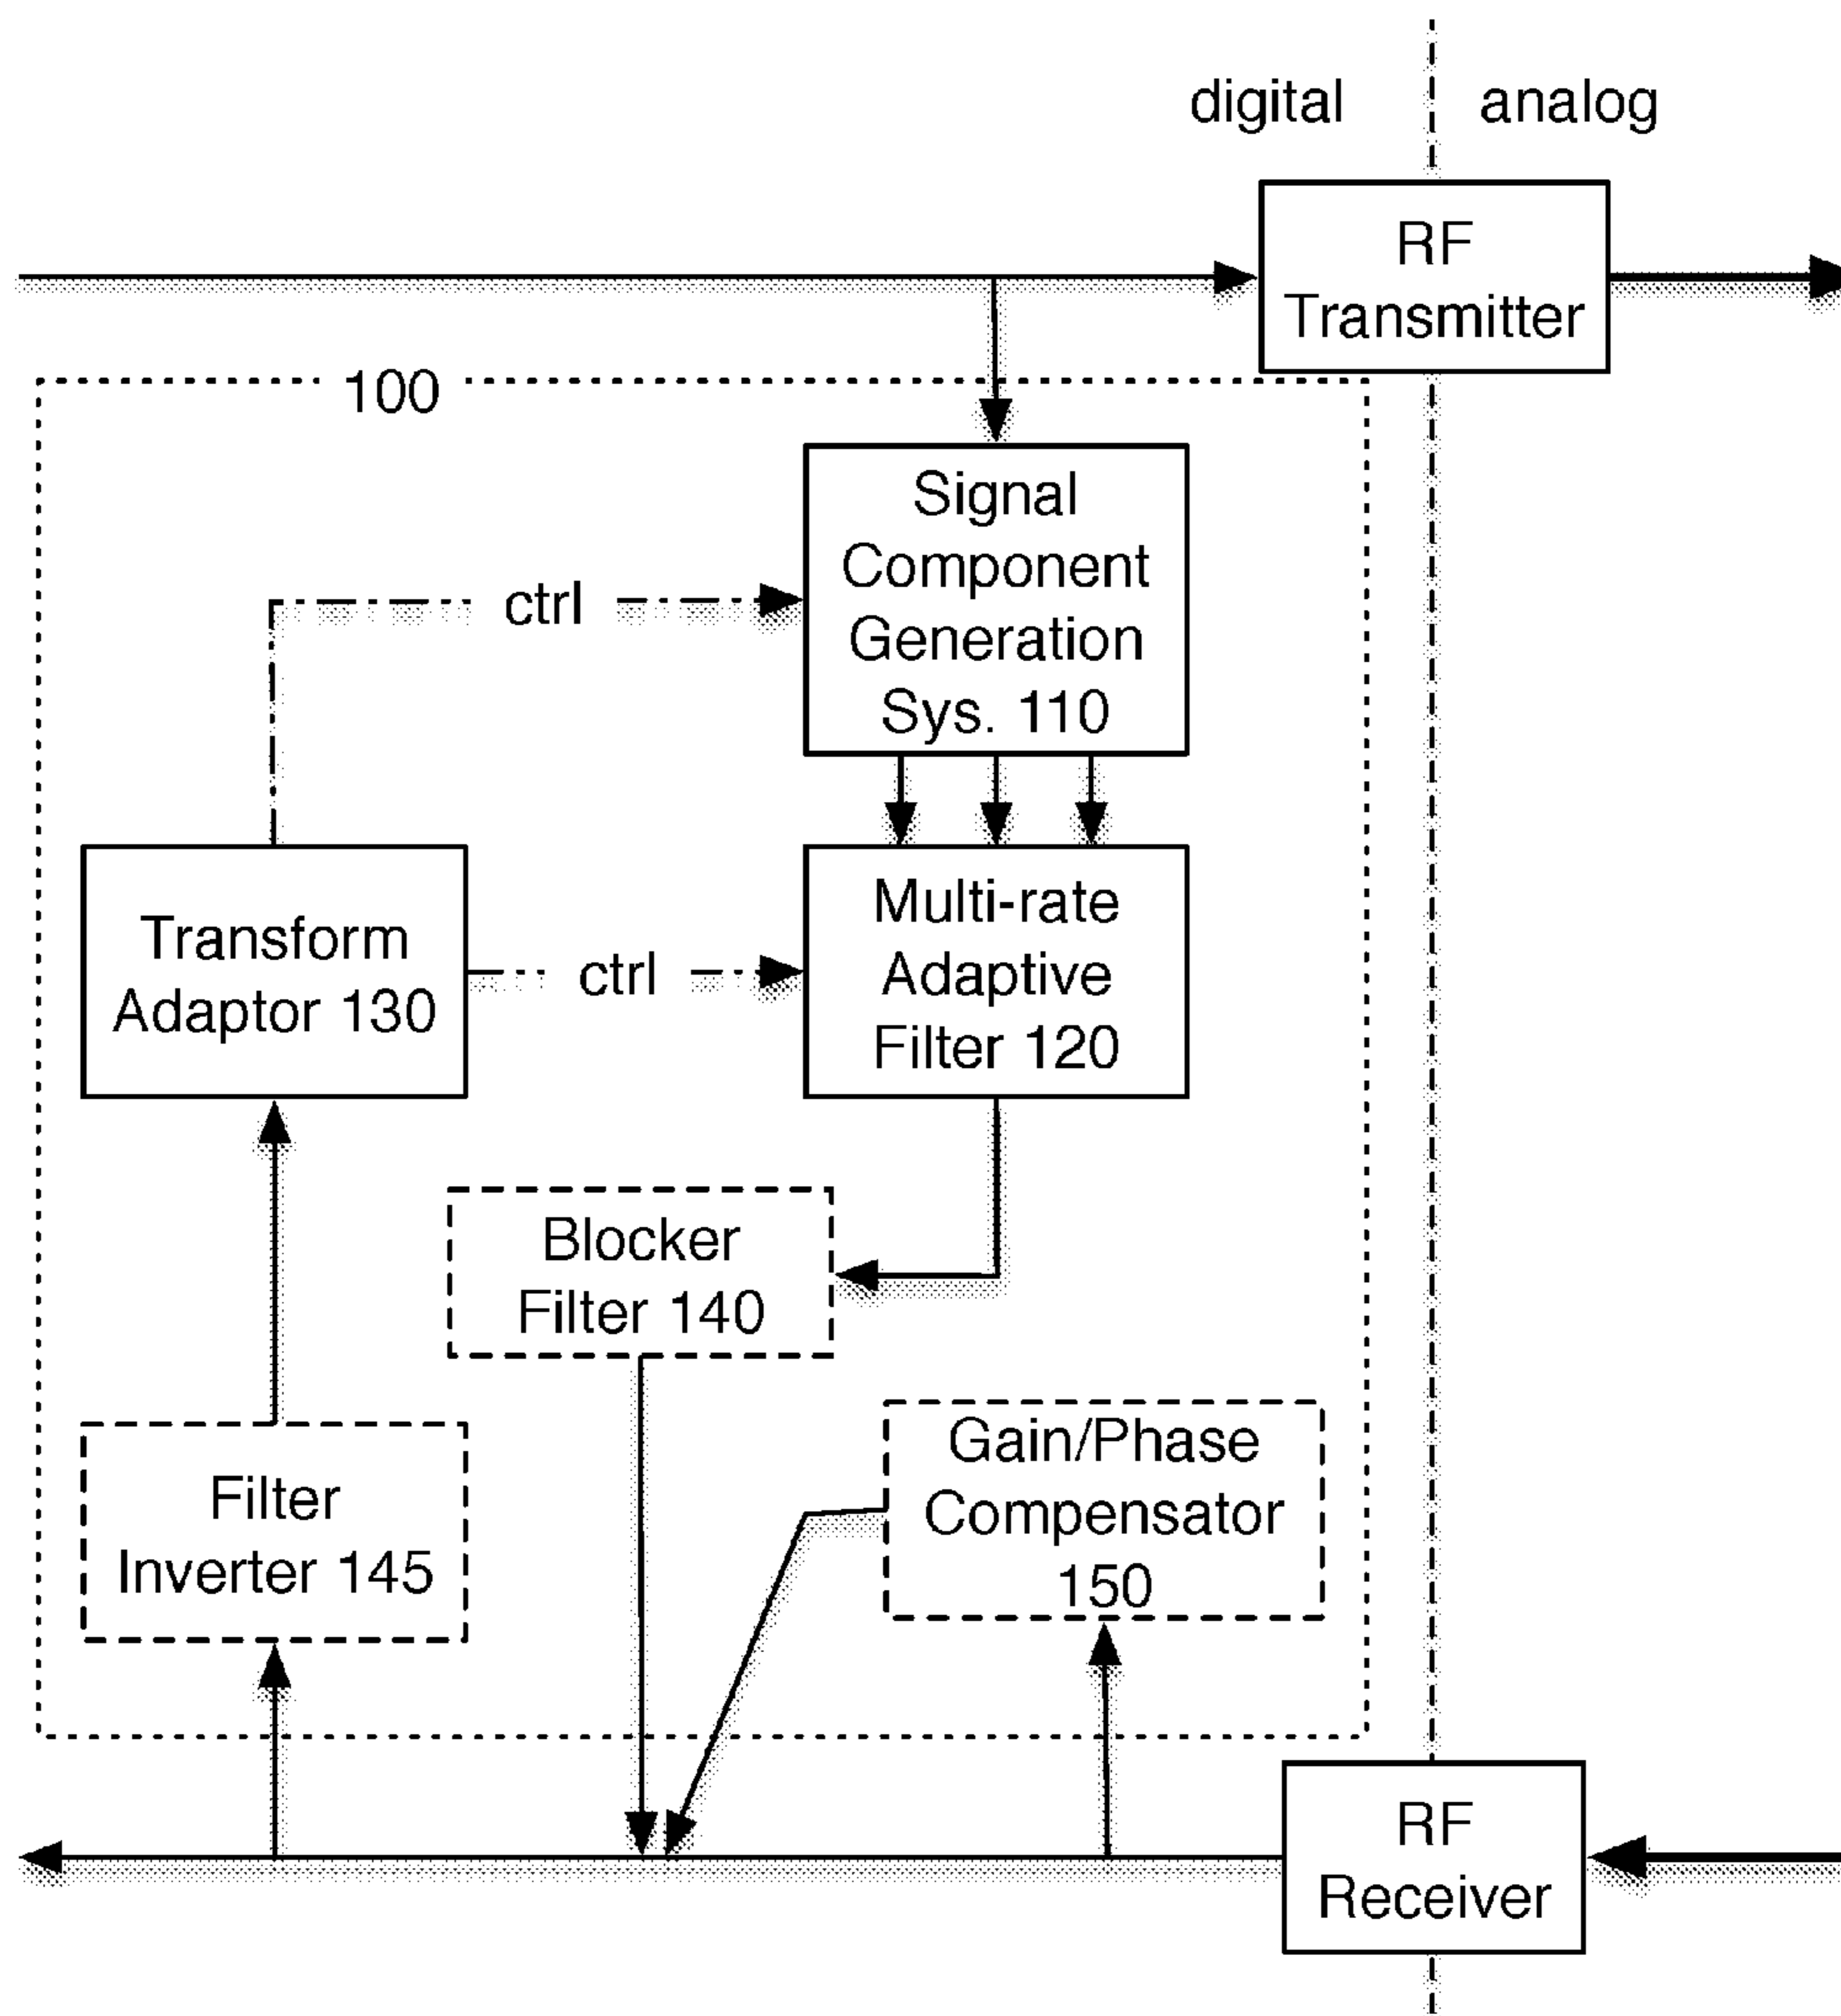 digital
analog
RF
Transmitter
100
Signal
Component
Generation
Sys. 110
ctrl
Transform
Adaptor 130
ctrl
Multi-rate
Adaptive
Filter 120
Blocker
Filter 140
Filter
Inverter 145
Gain/Phase
Compensator
150
RF
Receiver